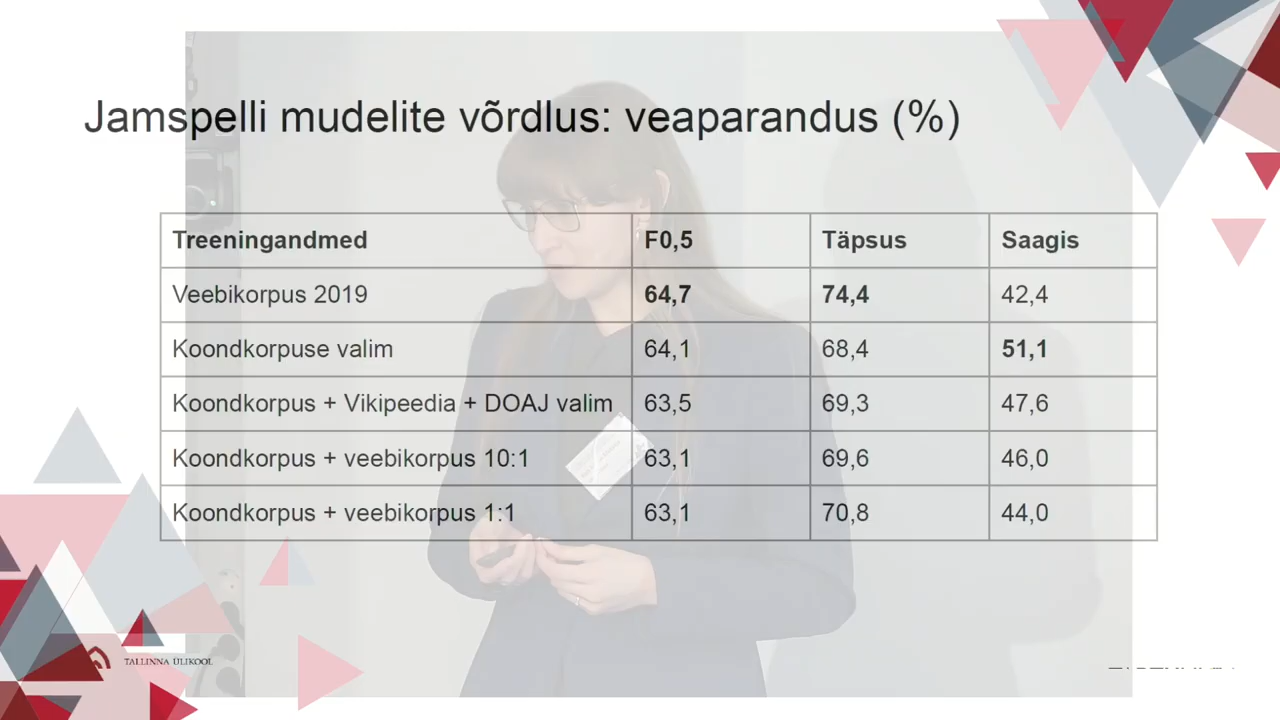 Jamspelli mudelite võrdlus: veaparandus (%)
Treeningandmed F0,5 Täpsus Saagis
Veebikorpus 2019 64,7 74,4 42,4
Koondkorpuse valim 64,1 68,4 51,1
Koondkorpus + Vikipeedia + DOAJ valim 63,5 69,3 47,6
Koondkorpus + veebikorpus 10:1 63,1 69,6 46,0
Koondkorpus + veebikorpus 1:1 63,1 70,8 44,0
TALLINNA ÜLIKOOL